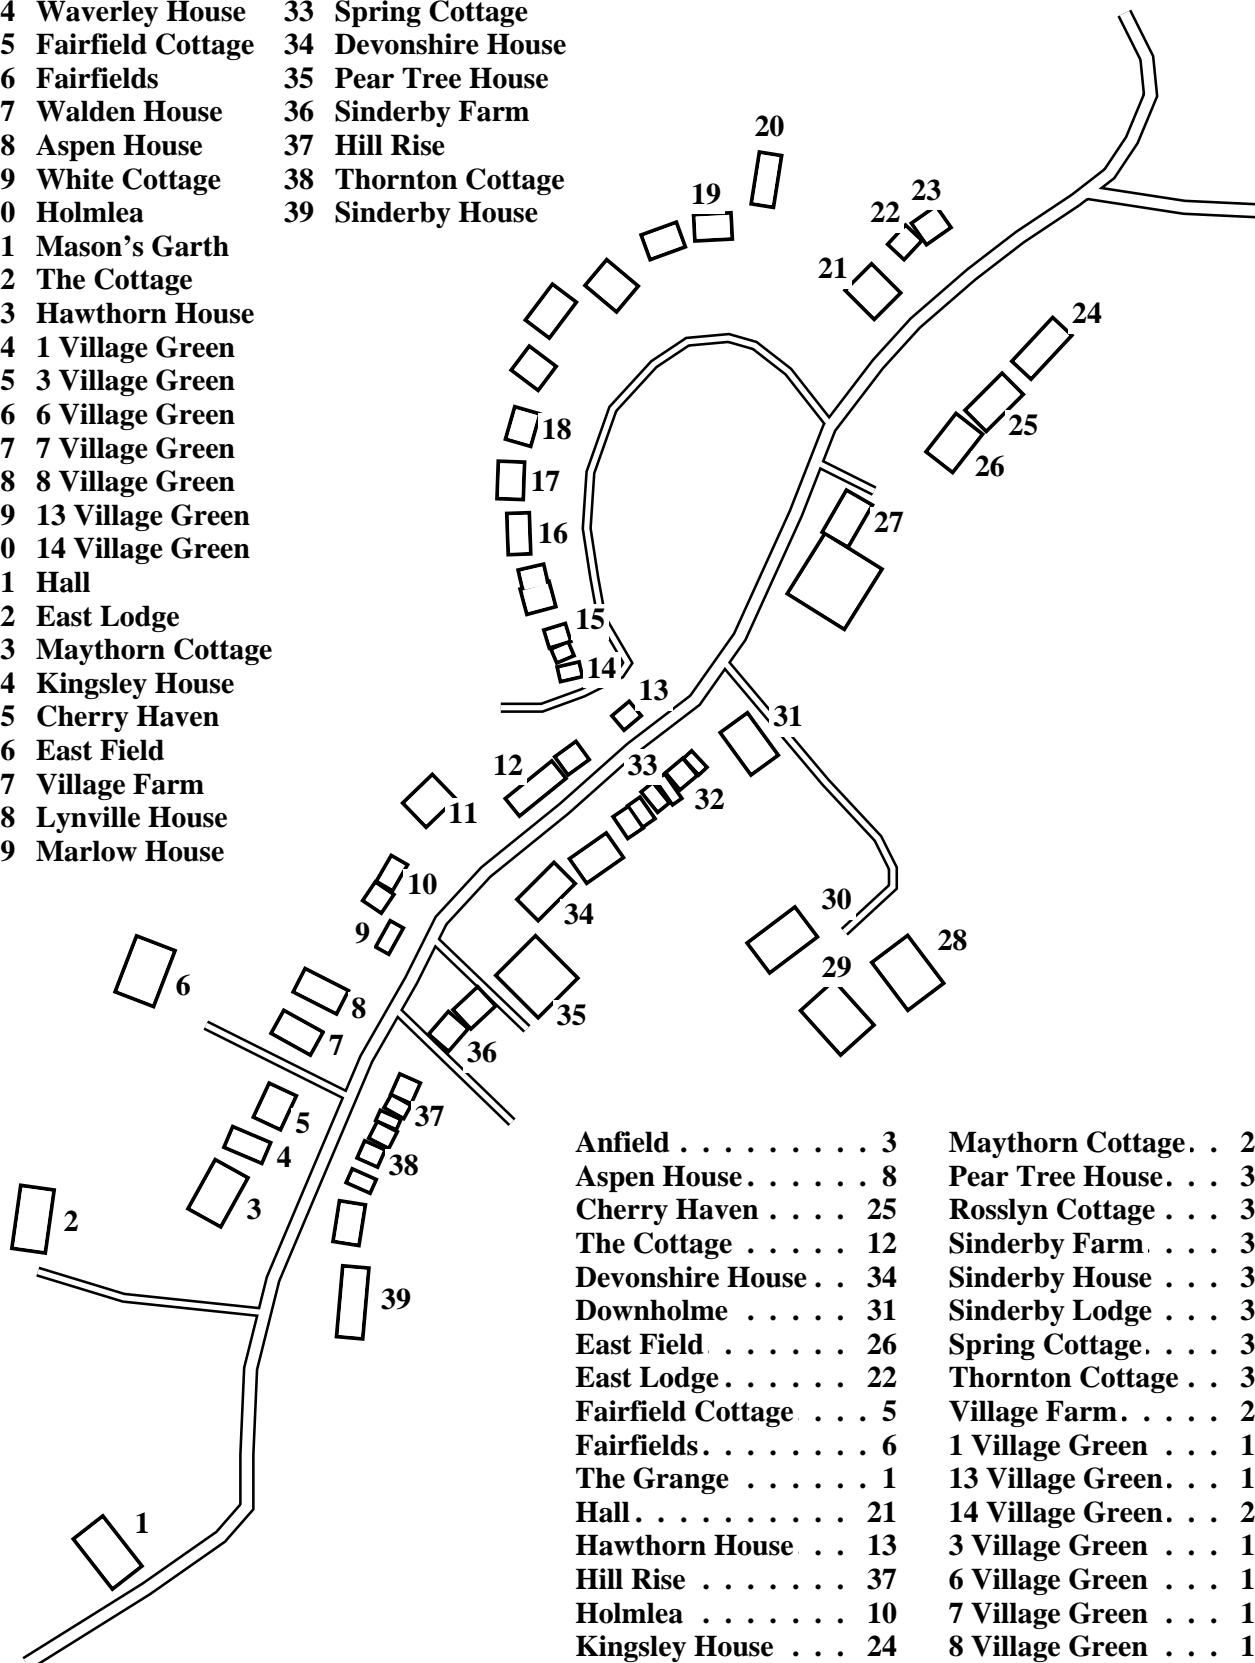 4 Waverley House
5 Fairfield Cottage
6 Fairfields
7 Walden House
8 Aspen House
9 White Cottage
0 Holmlea
1 Mason's Garth
2 The Cottage
3 Hawthorn House
4 1 Village Green
5 3 Village Green
6 6 Village Green
7 7 Village Green
8 8 Village Green
9 13 Village Green
0 14 Village Green
1 Hall
2 East Lodge
3 Maythorn Cottage
4 Kingsley House
5 Cherry Haven
6 East Field
7 Village Farm
8 Lynville House
9 Marlow House
33 Spring Cottage
34 Devonshire House
35 Pear Tree House
36 Sinderby Farm
37 Hill Rise
38 Thornton Cottage
39 Sinderby House
20
19
23
22
21
24
18
25
26
17
27
16
15
14
13
31
12
33
32
11
10
34
30
9
28
6
29
8
35
7
36
5
37
4
38
3
2
39
1
Anfield . . . . . . . . . 3
Aspen House . . . . . . 8
Cherry Haven . . . . 25
The Cottage . . . . . 12
Devonshire House . . 34
Downholme . . . . . 31
East Field . . . . . . . 26
East Lodge . . . . . . 22
Fairfield Cottage . . . . 5
Fairfields . . . . . . . . 6
The Grange . . . . . . 1
Hall . . . . . . . . . . 21
Hawthorn House . . . 13
Hill Rise . . . . . . . 37
Holmlea . . . . . . . 10
Kingsley House . . . 24
Maythorn Cottage . . 2
Pear Tree House . . . 3
Rosslyn Cottage . . . 3
Sinderby Farm . . . . 3
Sinderby House . . . 3
Sinderby Lodge . . . 3
Spring Cottage . . . . 3
Thornton Cottage . . 3
Village Farm . . . . . 2
1 Village Green . . . 1
13 Village Green . . . 1
14 Village Green . . . 2
3 Village Green . . . 1
6 Village Green . . . 1
7 Village Green . . . 1
8 Village Green . . . 1